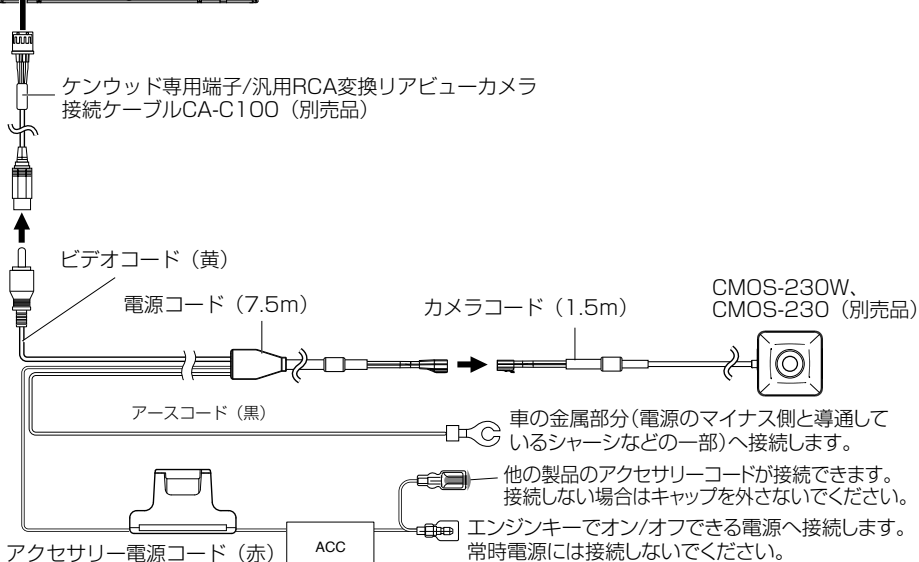 ケンウッド専用端子/汎用RCA変換リアビューカメラ
接続ケーブルCA-C100（別売品）
ビデオコード（黄）
電源コード（7.5m）
カメラコード（1.5m）
CMOS-230W、
CMOS-230（別売品）
アースコード（黒）
車の金属部分（電源のマイナス側と導通して
いるシャーシなどの一部）へ接続します。
他の製品のアクセサリーコードが接続できます。
接続しない場合はキャップを外さないでください。
エンジンキーでオン/オフできる電源へ接続します。
常時電源には接続しないでください。
アクセサリー電源コード（赤）
ACC